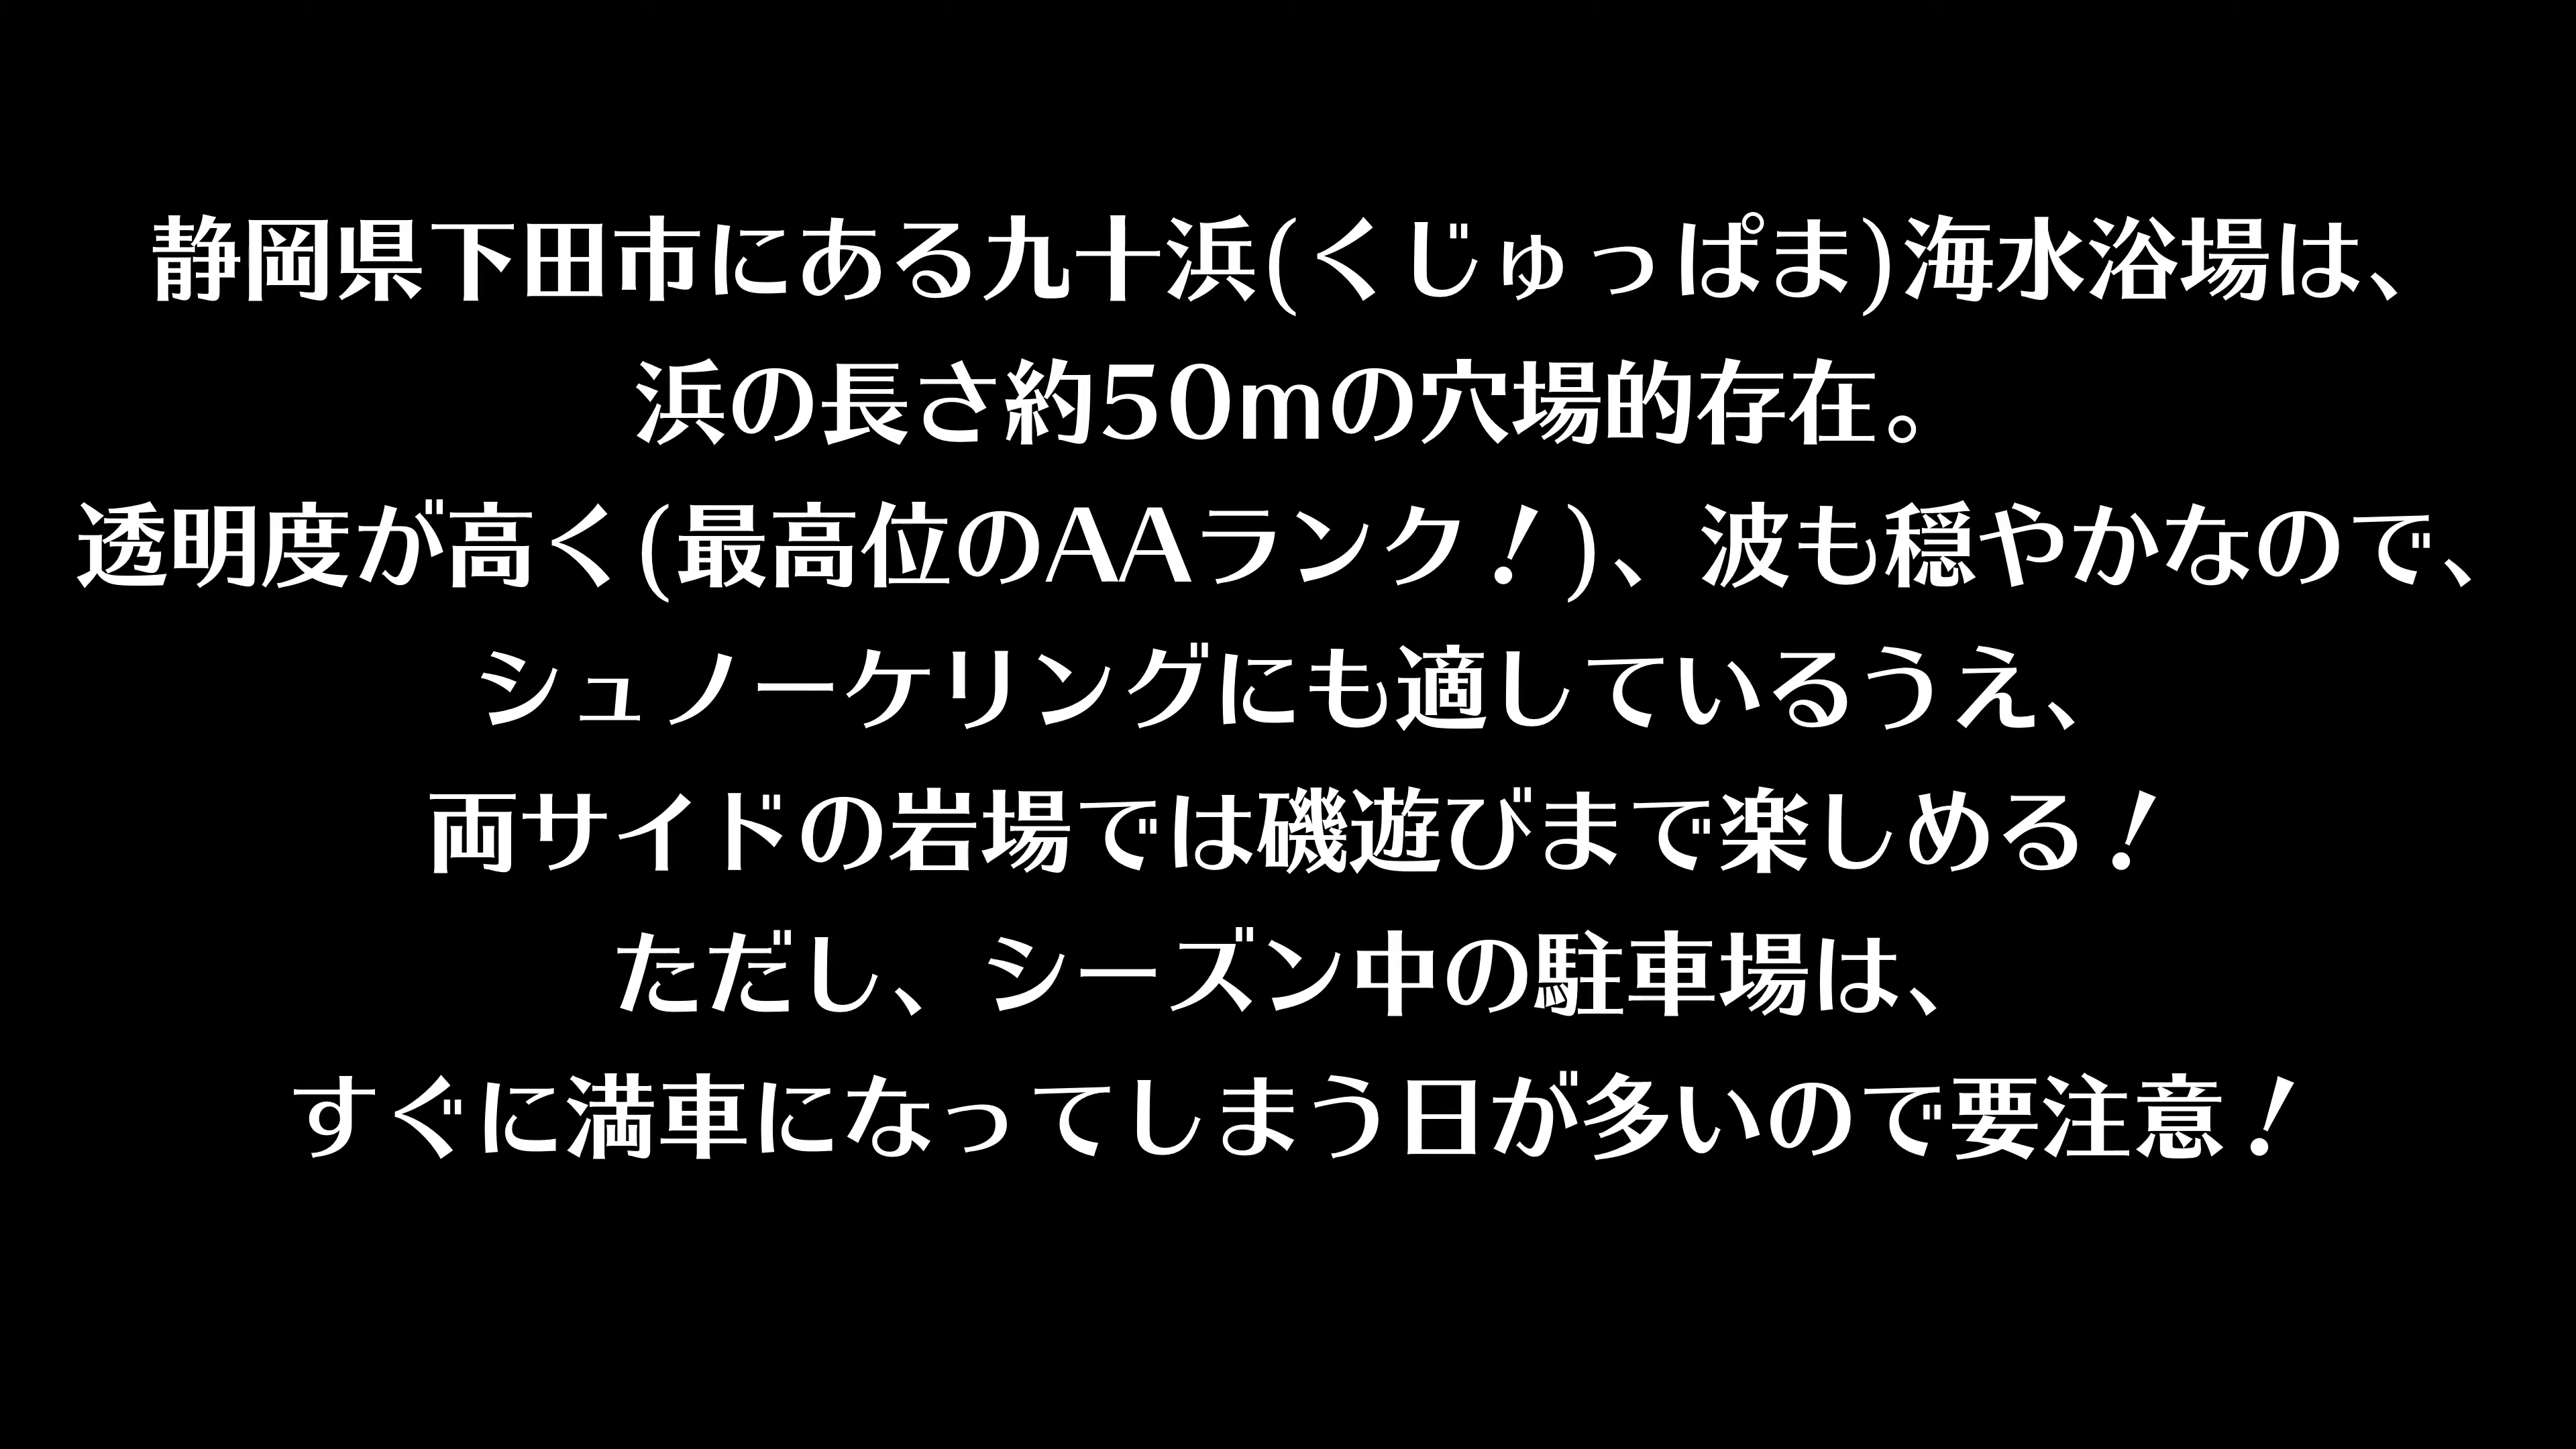 静岡県下田市にある九十浜(くじゅっぱま)海水浴場は、
浜の長さ約50mの穴場的存在。
透明度が高く(最高位のAAランク！)、波も穏やかなので、
シュノーケリングにも適しているうえ、
両サイドの岩場では磯遊びまで楽しめる！
ただし、シーズン中の駐車場は、
すぐに満車になってしまう日が多いので要注意！